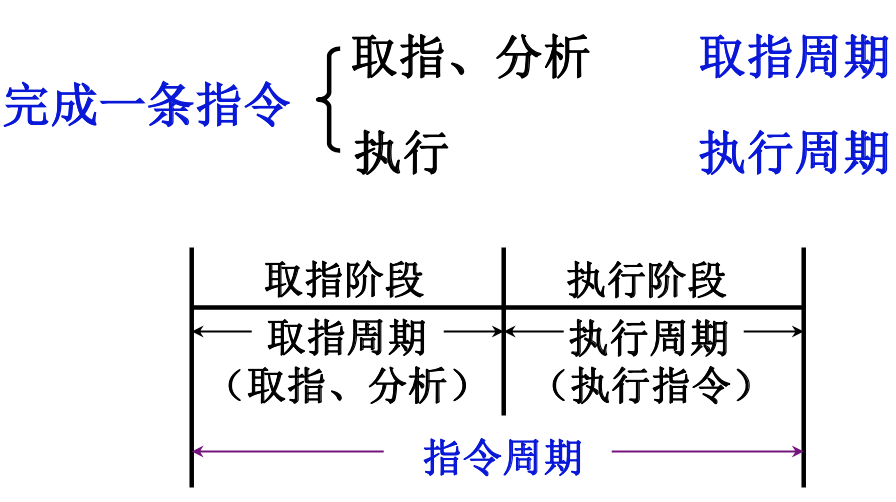 取指、分析 取指周期
完成一条指令
执行 执行周期
取指阶段 执行阶段
取指周期 执行周期
（取指、分析） （执行指令）
指令周期